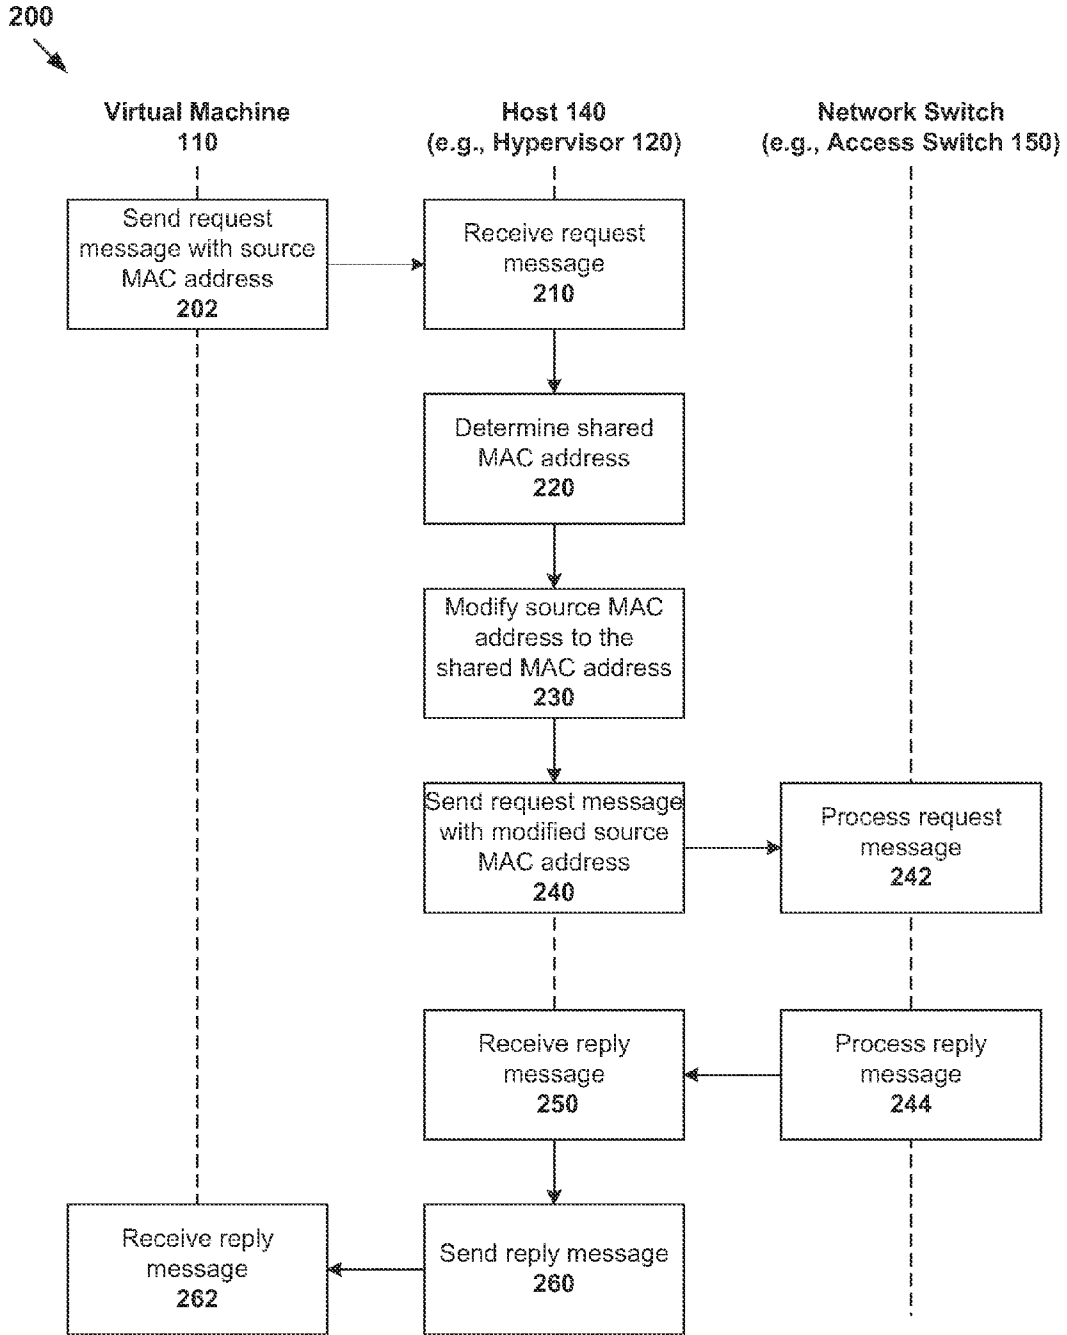 200
Virtual Machine
110
Host 140
(e.g., Hypervisor 120)
Network Switch
(e.g., Access Switch 150)
Send request
message with source
MAC address
202
Receive request
message
210
Determine shared
MAC address
220
Modify source MAC
address to the
shared MAC address
230
Send request message
with modified source
MAC address
240
Process request
message
242
Receive reply
message
250
Process reply
message
244
Receive reply
message
262
Send reply message
260